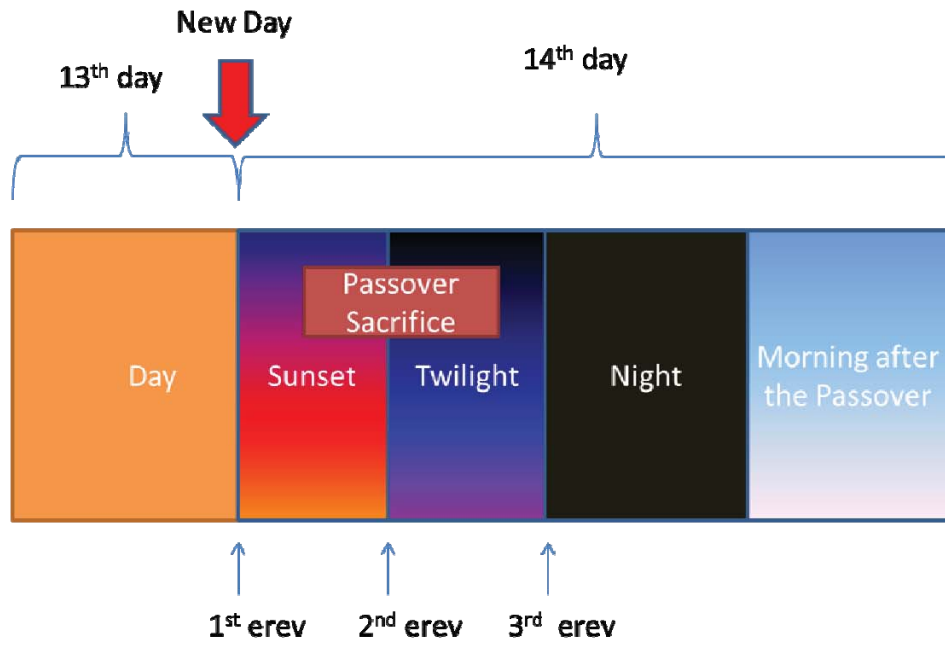 New Day
13th day
14th day
Passover
Sacrifice
Day
Sunset
Twilight
Night
Morning after
the Passover
1st erev
2nd erev
3rd erev